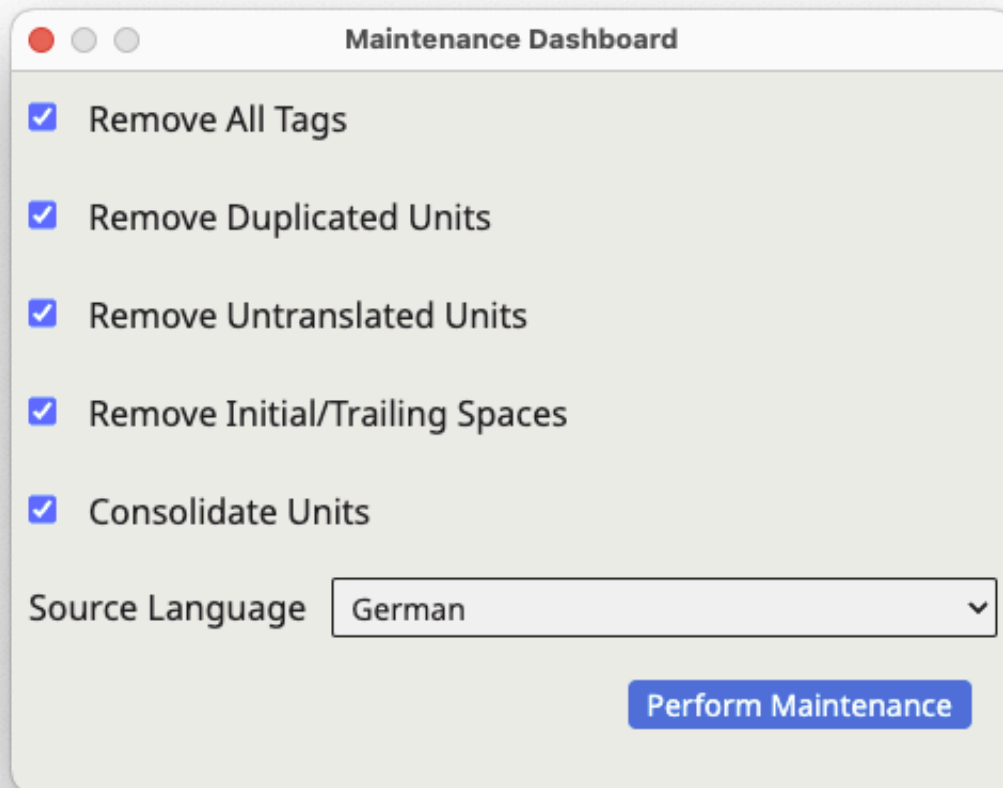 Maintenance Dashboard
Remove All Tags
Remove Duplicated Units
Remove Untranslated Units
Remove Initial/Trailing Spaces
Consolidate Units
Source Language German
Perform Maintenance